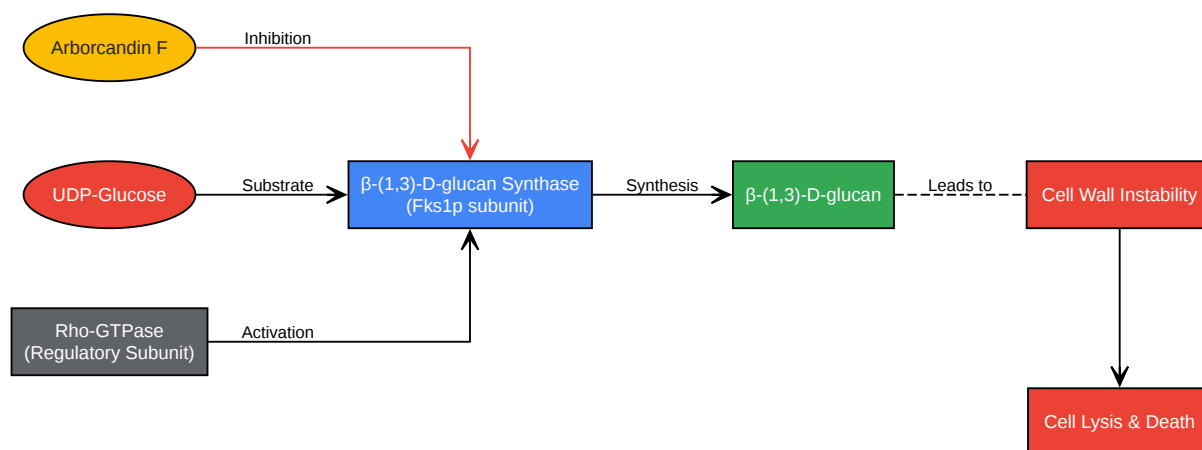 Arborcandin F
Inhibition
UDP-Glucose
Substrate
β-(1,3)-D-glucan Synthase
(Fks1p subunit)
Synthesis
β-(1,3)-D-glucan
Leads to
Cell Wall Instability
Rho-GTPase
(Regulatory Subunit)
Activation
Cell Lysis & Death